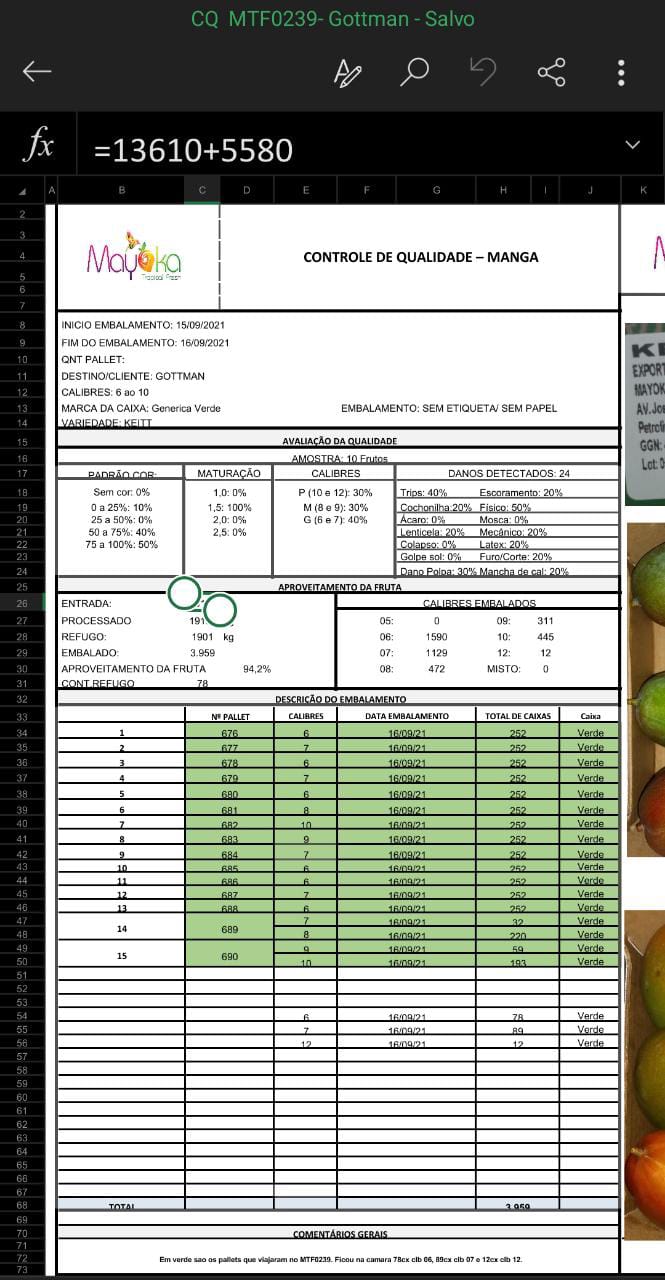 CQ MTF0239- Gottman - Salvo
fx =13610+5580
A B C D E F G H I J K
Mayoka
Tropical Fresh
CONTROLE DE QUALIDADE – MANGA
INICIO EMBALAMENTO: 15/09/2021
FIM DO EMBALAMENTO: 16/09/2021
QNT PALLET:
DESTINO/CLIENTE: GOTTMAN
CALIBRES: 6 ao 10
MARCA DA CAIXA: Generica Verde EMBALAMENTO: SEM ETIQUETA/ SEM PAPEL
VARIEDADE: KEITT
AVALIAÇÃO DA QUALIDADE
AMOSTRA: 10 Frutos
PADRÃO COR: MATURAÇÃO CALIBRES DANOS DETECTADOS: 24
Sem cor: 0% 1,0: 0% P (10 e 12): 30% Trips: 40% Escoramento: 20%
0 a 25%: 10% 1,5: 100% M (8 e 9): 30% Cochonilha:20% Físico: 50%
25 a 50%: 0% 2,0: 0% G (6 e 7): 40% Ácaro: 0% Mosca: 0%
50 a 75%: 40% 2,5: 0% Lenticela: 20% Mecânico: 20%
75 a 100%: 50% Colapso: 0% Latex: 20%
Golpe sol: 0% Furo/Corte: 20%
Dano Polpa: 30% Mancha de cal: 20%
APROVEITAMENTO DA FRUTA
ENTRADA: CALIBRES EMBALADOS
PROCESSADO 05: 0 09: 311
REFUGO: 1901 kg 06: 1590 10: 445
EMBALADO: 3.959 07: 1129 12: 12
APROVEITAMENTO DA FRUTA 94,2% 08: 472 MISTO: 0
CONT.REFUGO 78
DESCRIÇÃO DO EMBALAMENTO
Nº PALLET CALIBRES DATA EMBALAMENTO TOTAL DE CAIXAS Caixa
1 676 6 16/09/21 252 Verde
2 677 7 16/09/21 252 Verde
3 678 6 16/09/21 252 Verde
4 679 7 16/09/21 252 Verde
5 680 6 16/09/21 252 Verde
6 681 8 16/09/21 252 Verde
7 682 10 16/09/21 252 Verde
8 683 9 16/09/21 252 Verde
9 684 7 16/09/21 252 Verde
10 685 6 16/09/21 252 Verde
11 686 6 16/09/21 252 Verde
12 687 7 16/09/21 252 Verde
13 688 6 16/09/21 252 Verde
14 689 7 16/09/21 32 Verde
8 16/09/21 220 Verde
15 690 9 16/09/21 59 Verde
10 16/09/21 193 Verde
6 16/09/21 78 Verde
7 16/09/21 89 Verde
12 16/09/21 12 Verde
TOTAL 3.959
COMENTÁRIOS GERAIS
Em verde sao os pallets que viajaram no MTF0239. Ficou na camara 78cx clb 06, 89cx clb 07 e 12cx clb 12.